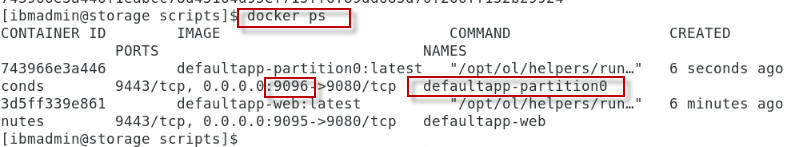 [ibmadmin@storage scripts]$ docker ps
CONTAINER ID IMAGE COMMAND CREATED
PORTS NAMES
743966e3a446 defaultapp-partition0:latest "/opt/ol/helpers/run…" 6 seconds ago
conds 9443/tcp, 0.0.0.0:9096->9080/tcp defaultapp-partition0
3d5ff339e861 defaultapp-web:latest "/opt/ol/helpers/run…" 6 minutes ago
nutes 9443/tcp, 0.0.0.0:9095->9080/tcp defaultapp-web
[ibmadmin@storage scripts]$